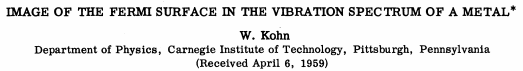 IMAGE OF THE FERMI SURFACE IN THE VIBRATION SPECTRUM OF A METAL*
W. Kohn
Department of Physics, Carnegie Institute of Technology, Pittsburgh, Pennsylvania
(Received April 6, 1959)